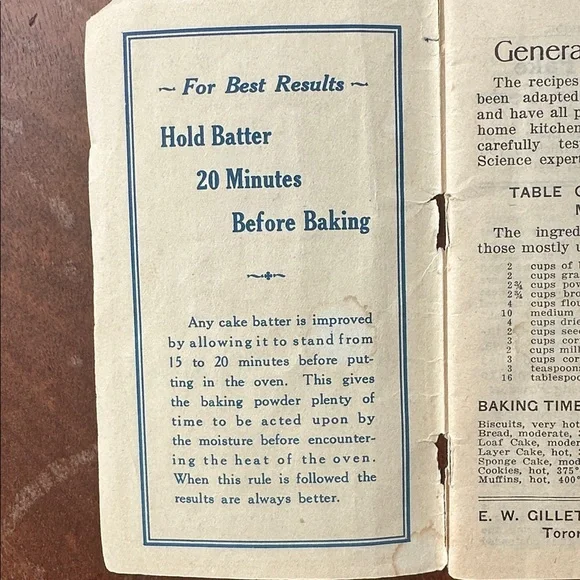 ~ For Best Results ~
Hold Batter
20 Minutes
Before Baking
Any cake batter is improved
by allowing it to stand from
15 to 20 minutes before put-
ting in the oven. This gives
the baking powder plenty of
time to be acted upon by
the moisture before encounter-
ing the heat of the oven.
When this rule is followed the
results are always better.
Genera
The recipes
been adapted
and have all p
home kitchen
carefully test
Science exper
TABLE
The ingred
those mostly u
2 cups of
2 cups gra
2¾ cups pow
2¾ cups bro
4 cups flou
10 medium
4 cups drie
2 cups see
3 cups cor
2 cups mil
3 cups cor
3 teaspoons
16 tablespo
BAKING TIME
Biscuits, very hot
Bread, moderate,
Loaf Cake, moder
Layer Cake, hot,
Sponge Cake, mod
Cookies, hot, 375°
Muffins, hot, 400°
E. W. GILLET
Toron